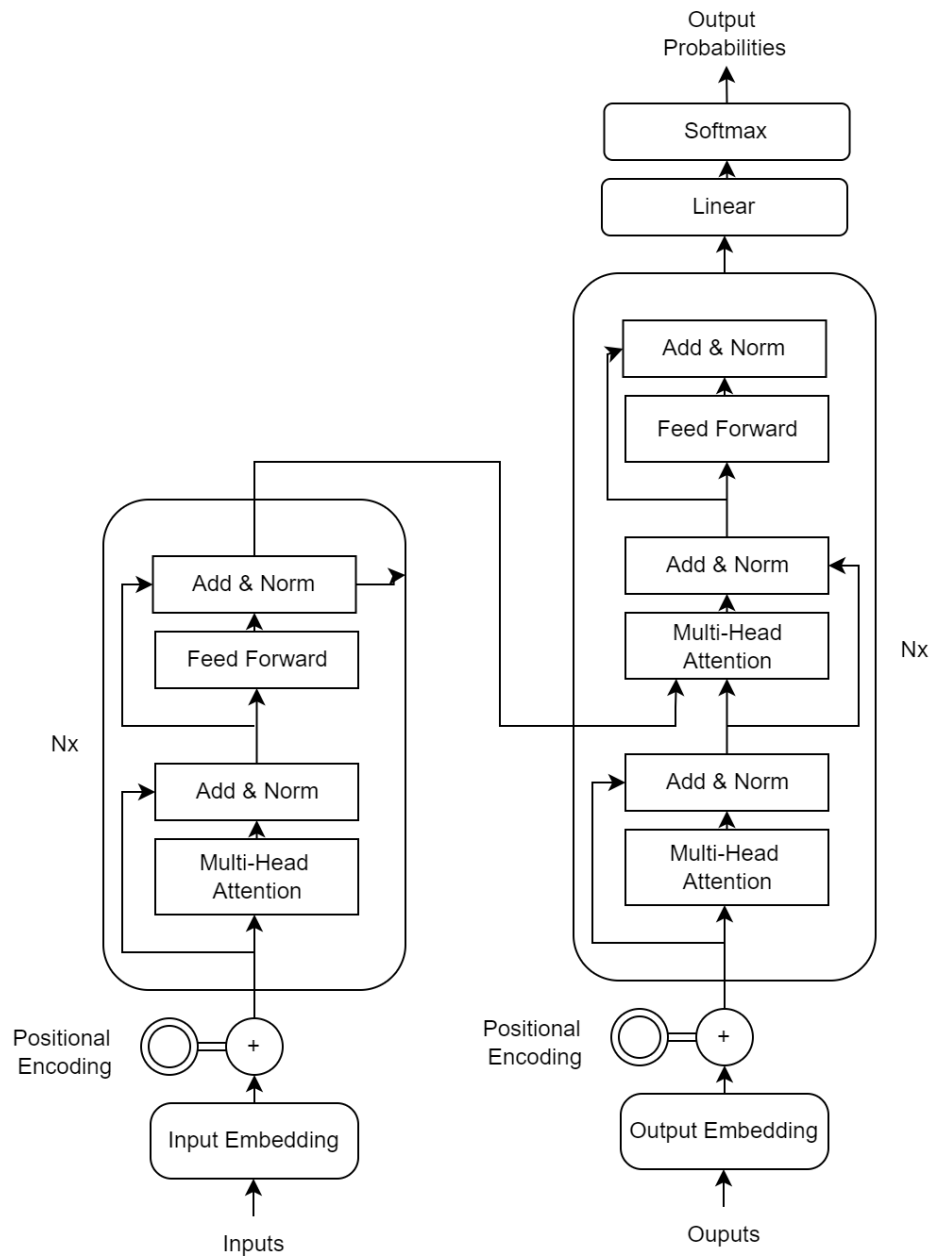 Output
Probabilities
Softmax
Linear
Add & Norm
Feed Forward
Add & Norm
Multi-Head
Attention
Nx
Add & Norm
Multi-Head
Attention
Positional
Encoding
+
Output Embedding
Ouputs
Add & Norm
Feed Forward
Nx
Add & Norm
Multi-Head
Attention
Positional
Encoding
+
Input Embedding
Inputs